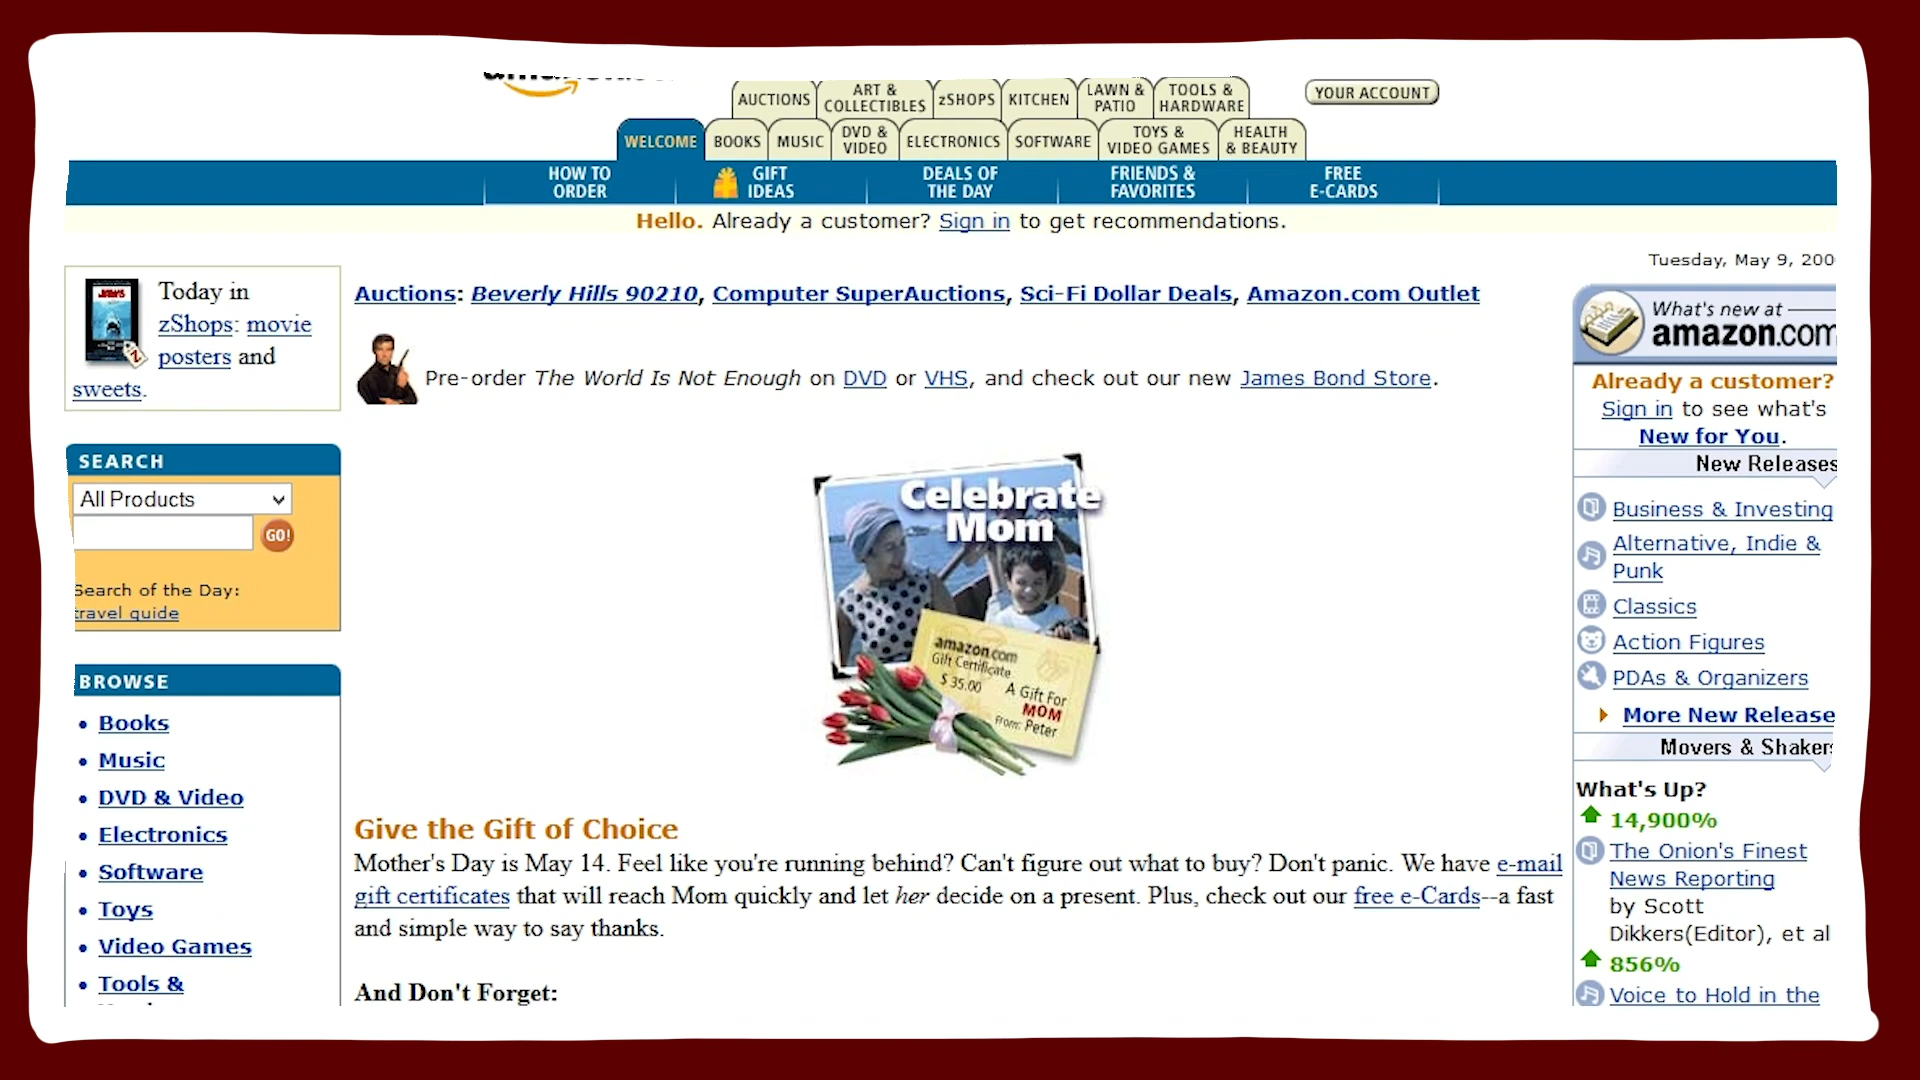 AUCTIONS
ART &
COLLECTIBLES
zSHOPS
KITCHEN
LAWN &
PATIO
TOOLS &
HARDWARE
YOUR ACCOUNT
WELCOME
BOOKS
MUSIC
DVD &
VIDEO
ELECTRONICS
SOFTWARE
TOYS &
VIDEO GAMES
HEALTH
& BEAUTY
HOW TO
ORDER
GIFT
IDEAS
DEALS OF
THE DAY
FRIENDS &
FAVORITES
FREE
E-CARDS
Hello. Already a customer? Sign in to get recommendations.
Tuesday, May 9, 200
JAWS
Today in
zShops: movie
posters and
sweets.
SEARCH
All Products
GO!
Search of the Day:
travel guide
BROWSE
• Books
• Music
• DVD & Video
• Electronics
• Software
• Toys
• Video Games
• Tools &
Auctions: Beverly Hills 90210, Computer SuperAuctions, Sci-Fi Dollar Deals, Amazon.com Outlet
Pre-order The World Is Not Enough on DVD or VHS, and check out our new James Bond Store.
Celebrate
Mom
amazon.com
Gift Certificate
$ 35.00
A Gift For
MOM
From: Peter
Give the Gift of Choice
Mother's Day is May 14. Feel like you're running behind? Can't figure out what to buy? Don't panic. We have e-mail
gift certificates that will reach Mom quickly and let her decide on a present. Plus, check out our free e-Cards--a fast
and simple way to say thanks.
And Don't Forget:
What's new at
amazon.com
Already a customer?
Sign in to see what's
New for You.
New Releases
Business & Investing
Alternative, Indie &
Punk
Classics
Action Figures
PDAs & Organizers
More New Release
Movers & Shakers
What's Up?
14,900%
The Onion's Finest
News Reporting
by Scott
Dikkers(Editor), et al
856%
Voice to Hold in the